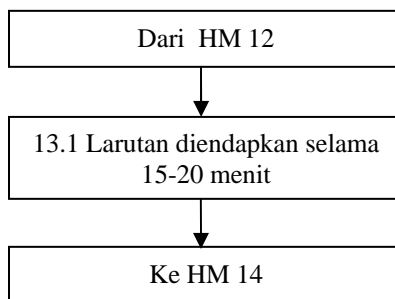 Dari  HM 12
13.1 Larutan diendapkan selama
15-20 menit
Ke HM 14